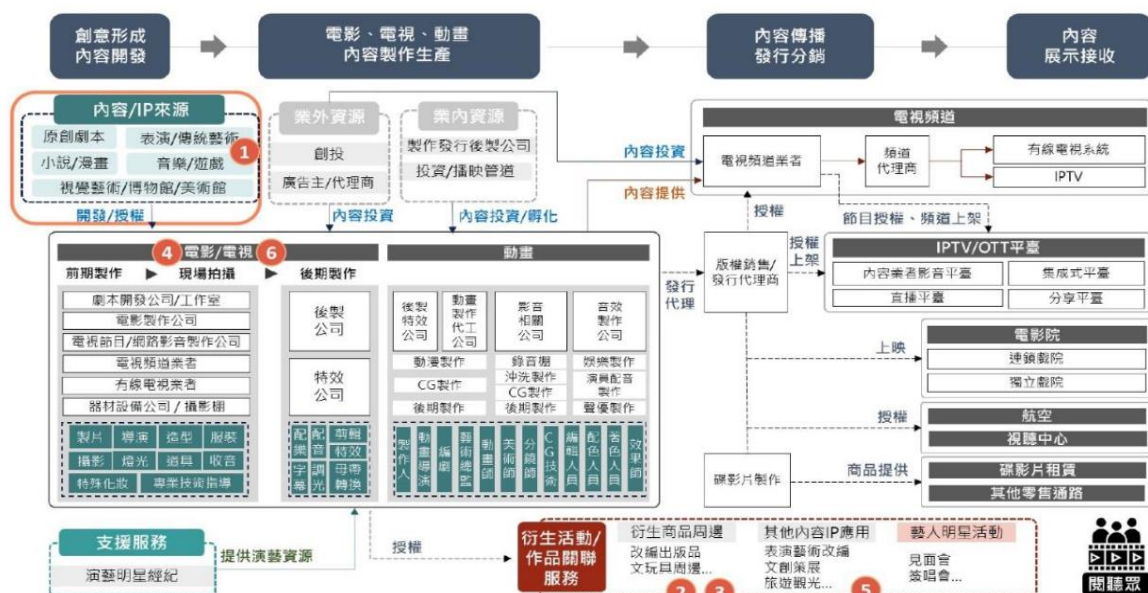 創意形成
內容開發
電影、電視、動畫
內容製作生產
內容傳播
發行分銷
內容
展示接收
內容/IP來源
原創劇本
表演/傳統藝術
小說/漫畫
音樂/遊戲
視覺藝術/博物館/美術館
1
開發/授權
業外資源
創投
廣告主/代理商
內容投資
業內資源
製作發行後製公司
投資/播映管道
內容投資/孵化
內容投資
內容提供
電視頻道
電視頻道業者
頻道
代理商
有線電視系統
IPTV
授權
節目授權、頻道上架
4
電影/電視
6
前期製作
現場拍攝
後期製作
劇本開發公司/工作室
電影製作公司
電視節目/網路影音製作公司
電視頻道業者
有線電視業者
器材設備公司/攝影棚
製片
導演
造型
服裝
攝影
燈光
道具
收音
特殊化妝
專業技術指導
後製
公司
特效
公司
配樂
配音
剪輯
特效
字幕
調光
母帶
轉換
動畫
後製
特效
公司
動畫
製作
代工
公司
影音
相關
公司
音效
製作
公司
動漫製作
CG製作
後期製作
錄音棚
沖洗製作
CG製作
後期製作
娛樂製作
演員配音
製作
聲優製作
製作人
動畫導演
編劇
藝術總監
動畫師
美術師
分鏡師
CG技術
編輯人員
配色人員
著色人員
效果師
發行
代理
版權銷售/
發行代理商
授權
上架
IPTV/OTT平臺
內容業者影音平臺
集成式平臺
直播平臺
分享平臺
上映
電影院
連鎖戲院
獨立戲院
授權
航空
視聽中心
碟影片製作
商品提供
碟影片租賃
其他零售通路
支援服務
演藝明星經紀
提供演藝資源
授權
衍生活動/
作品關聯
服務
衍生商品周邊
改編出版品
文玩具周邊...
2
3
其他內容IP應用
表演藝術改編
文創策展
旅遊觀光...
5
藝人明星活動
見面會
簽唱會...
閱聽眾